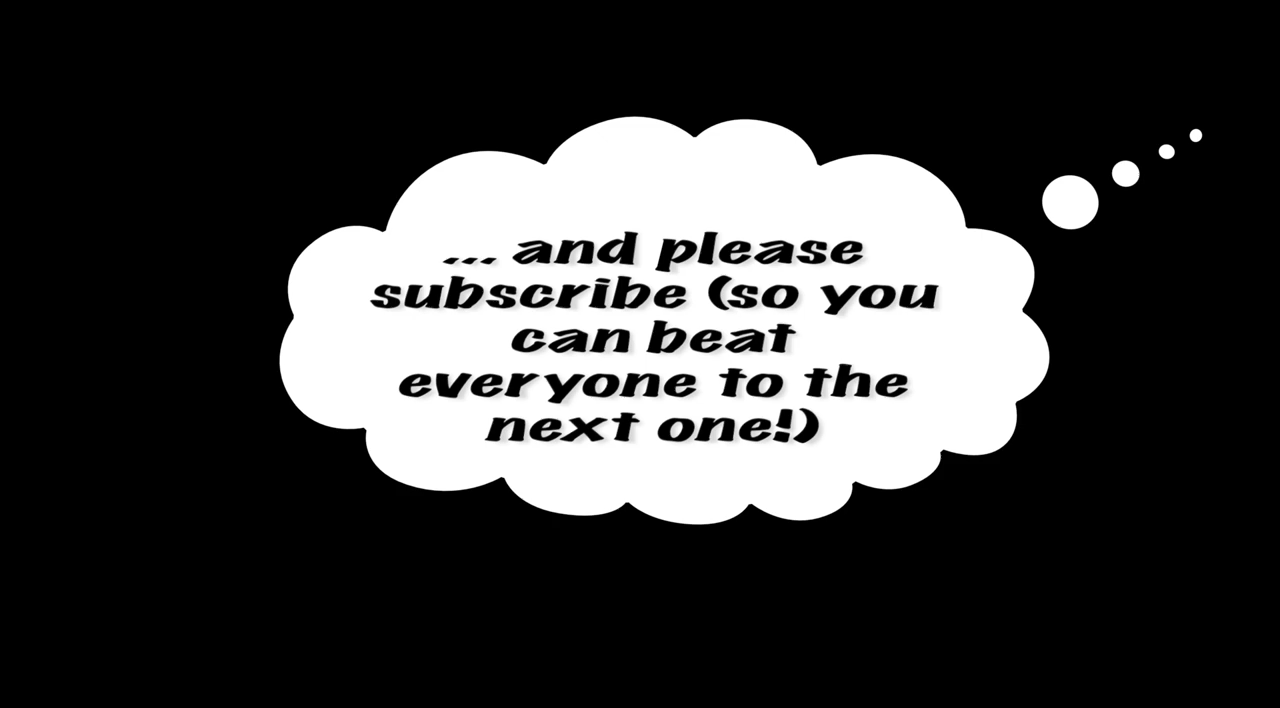 ... and please
subscribe (so you
can beat
everyone to the
next one!)